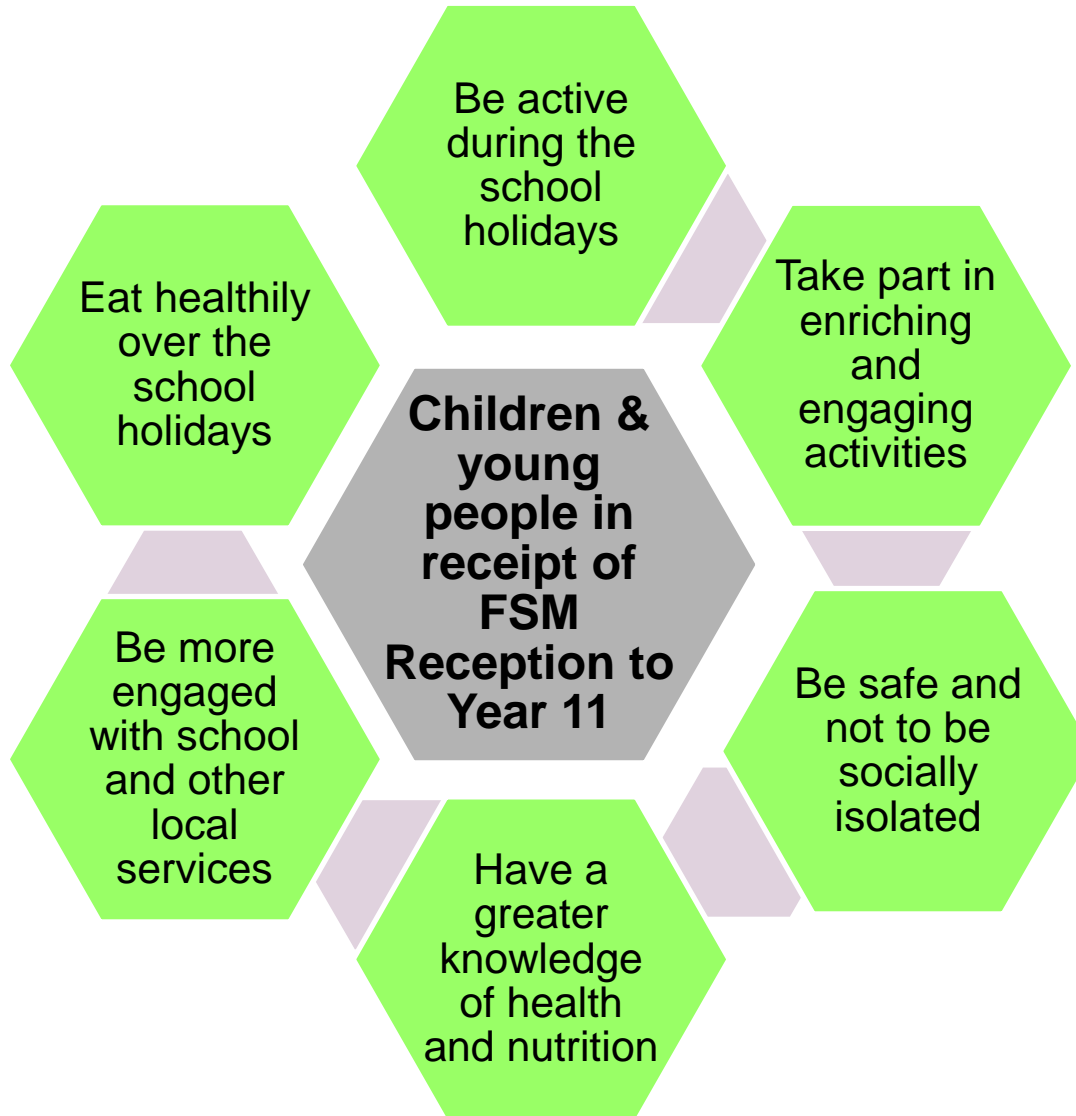 Be active
during the
school
holidays
Take part in
enriching
and
engaging
activities
Be safe and
not to be
socially
isolated
Have a
greater
knowledge
of health
and nutrition
Be more
engaged
with school
and other
local
services
Eat healthily
over the
school
holidays
Children &
young
people in
receipt of
FSM
Reception to
Year 11